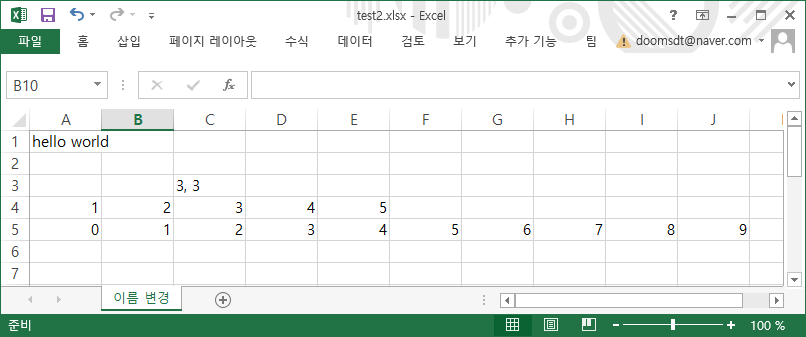 test2.xlsx - Excel
?
파일 홈 삽입 페이지 레이아웃 수식 데이터 검토 보기 추가 기능 팀 doomsdt@naver.com
B10 fx
A B C D E F G H I J
1 hello world
2
3 3, 3
4 1 2 3 4 5
5 0 1 2 3 4 5 6 7 8 9
6
7
이름 변경
준비 100 %